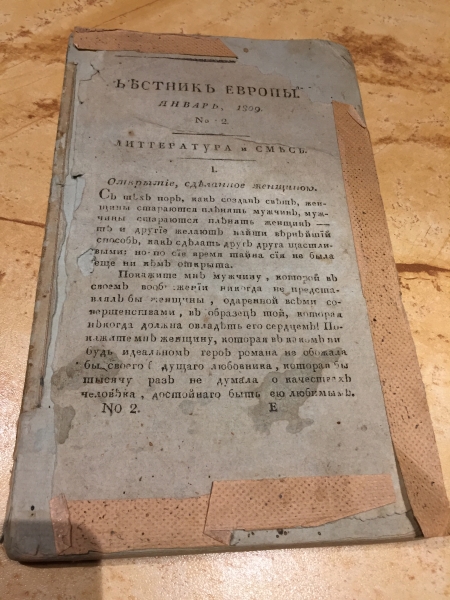 ѢСТНИКЪ ЕВРОПЫ.
ЯНВАРЬ, 1809.
No 2.
ЛИТТЕРАТУРА и СМѢСЬ.
I.
Открытіе, сдѣланное женщиною.
Съ тѣхъ поръ, какъ созданъ свѣтъ, жен-
щины стараются плѣнять мужчинъ, муж-
чины стараются плѣнять женщинъ —
тѣ и другіе желаютъ найти вѣрнѣйшій
способъ, какъ сдѣлать другъ друга щастли-
выми: но по сіе время тайна сія не была
еще ни кѣмъ открыта.
Покажите мнѣ мужчину, которой въ
своемъ вооб женіи никогда не предста-
влялъ бы женщины, одаренной всѣми со-
вершенствами, въ образецъ той, которая
нѣкогда должна овладѣть его сердцемъ! По-
кажите мнѣ женщину, которая въ какомъ ни
будь идеальномъ героѣ романа не обожала
бы своего дущаго любовника, которая бы
тысячу разъ не думала о качествахъ
человѣка, достойнаго быть ею любимымъ.
NO 2. Е